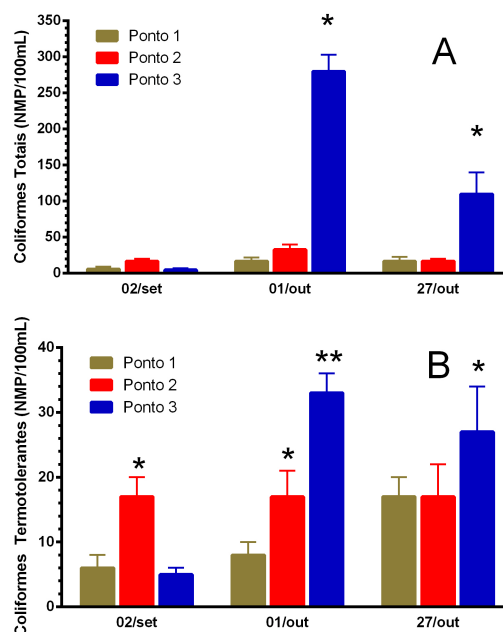 Coliformes Totais (NMP/100mL)
350
300
250
200
150
100
50
0
Ponto 1
Ponto 2
Ponto 3
A
*
*
02/set
01/out
27/out
Coliformes Termotolerantes (NMP/100mL)
40
30
20
10
0
Ponto 1
Ponto 2
Ponto 3
B
*
*
**
*
02/set
01/out
27/out